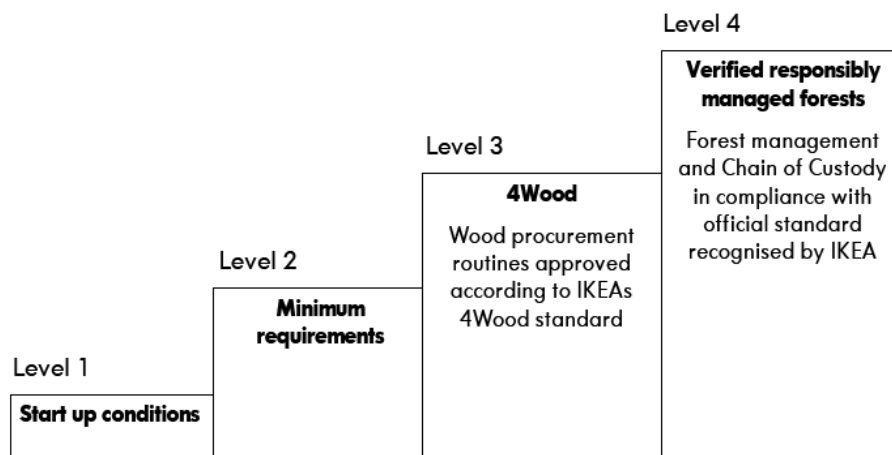 Level 1
Start up conditions
Level 2
Minimum
requirements
Level 3
4Wood
Wood procurement
routines approved
according to IKEAs
4Wood standard
Level 4
Verified responsibly
managed forests
Forest management
and Chain of Custody
in compliance with
official standard
recognised by IKEA